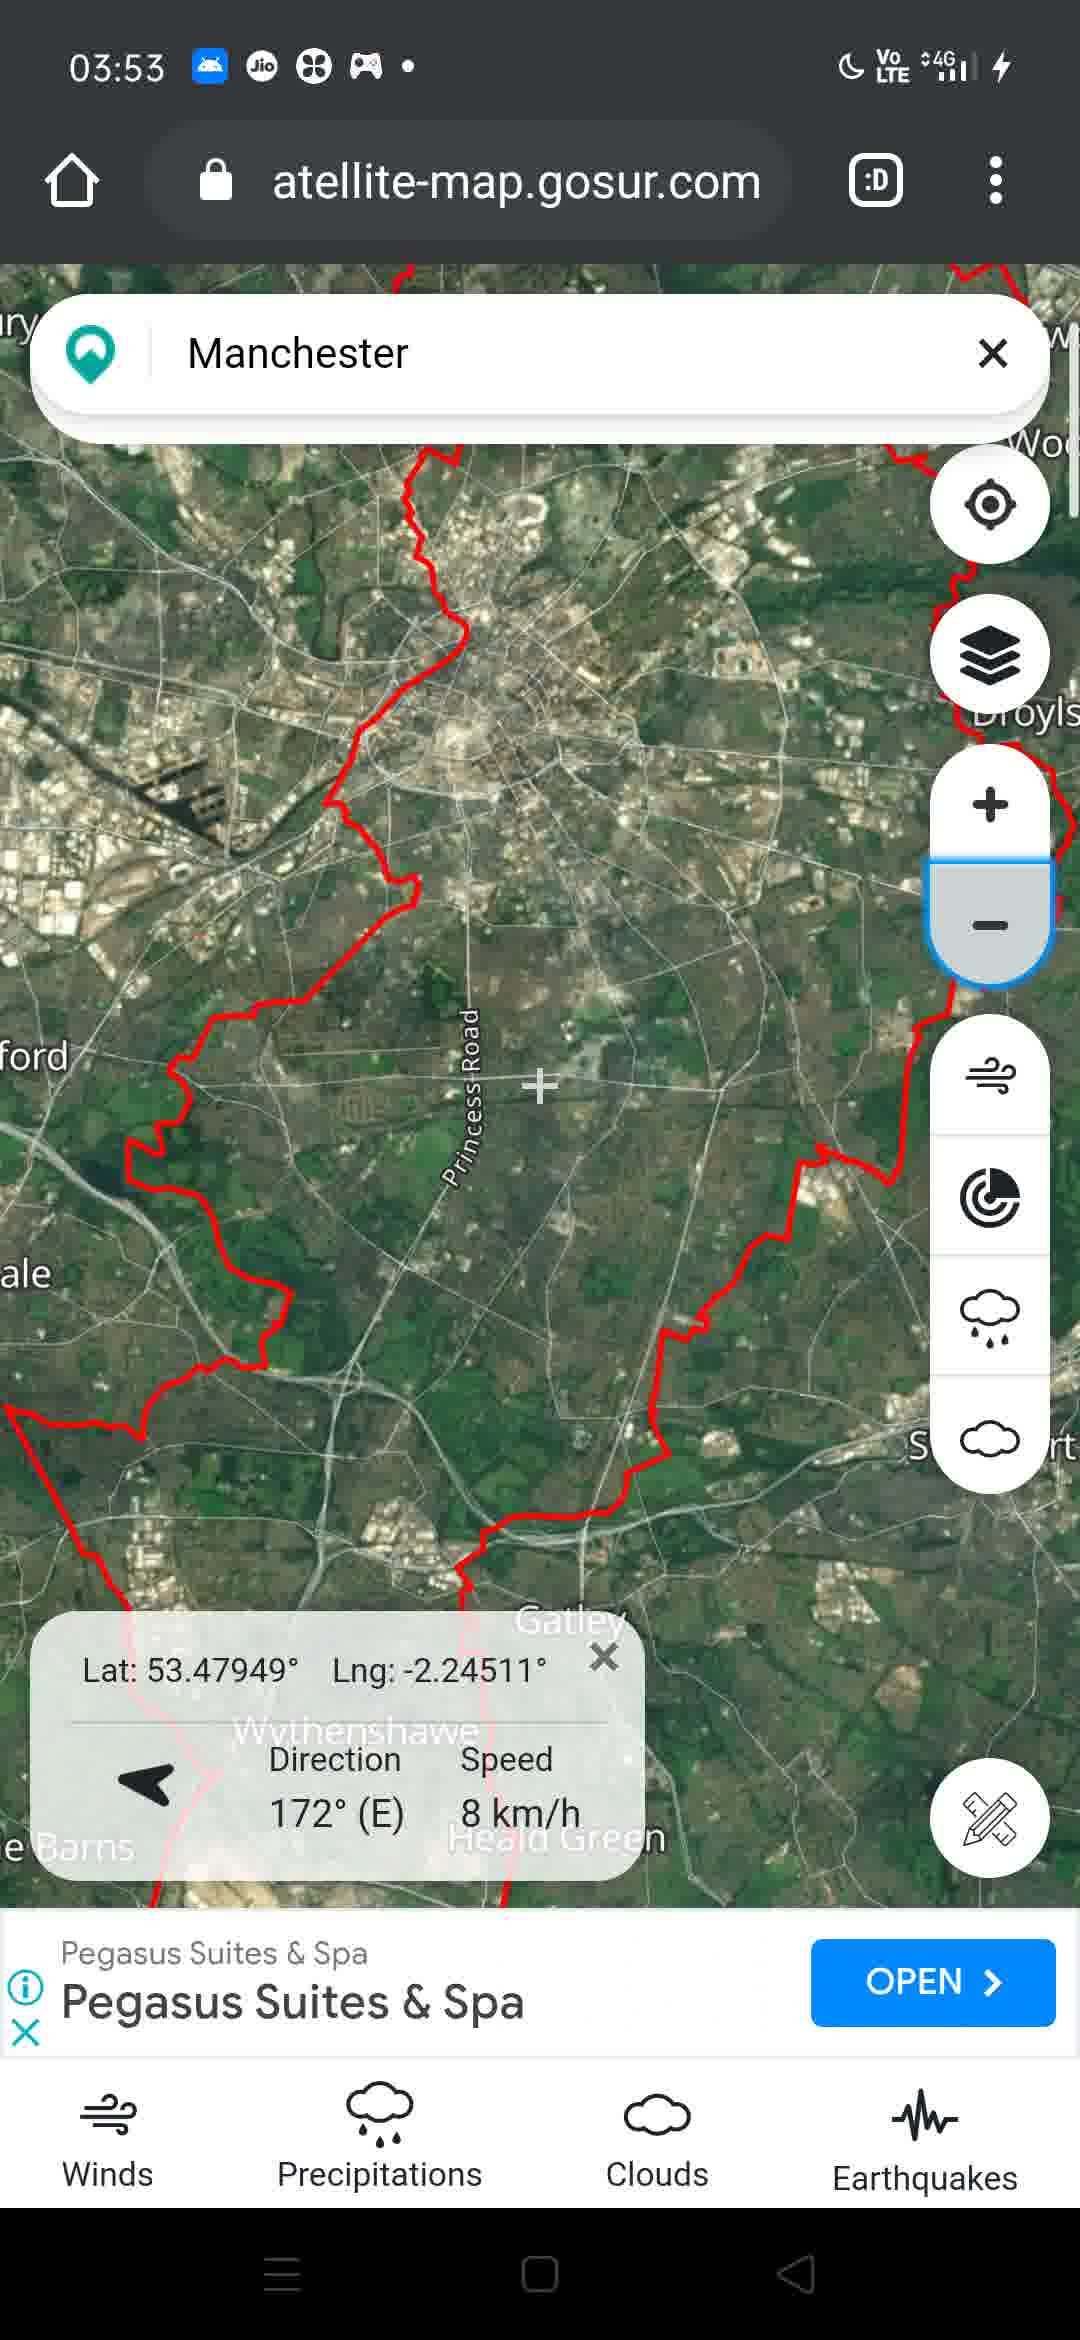 03:53
Jio
Vo
LTE
4G
atellite-map.gosur.com
:D
ury
Manchester
w
Woo
Droyls
ford
Princess Road
ale
S rt
Gatley
Lat: 53.47949° Lng: -2.24511°
Wythenshawe
Direction Speed
172° (E) 8 km/h
Heald Green
e Barns
Pegasus Suites & Spa
Pegasus Suites & Spa
OPEN
Winds Precipitations Clouds Earthquakes